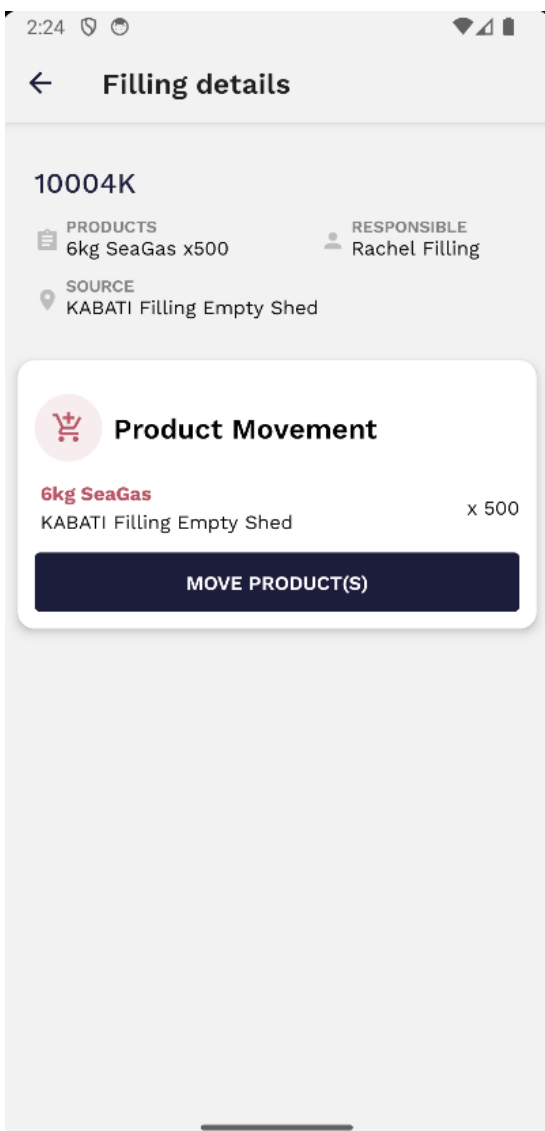 2:24
Filling details
10004K
PRODUCTS
6kg SeaGas x500
RESPONSIBLE
Rachel Filling
SOURCE
KABATI Filling Empty Shed
Product Movement
6kg SeaGas
KABATI Filling Empty Shed
x 500
MOVE PRODUCT(S)